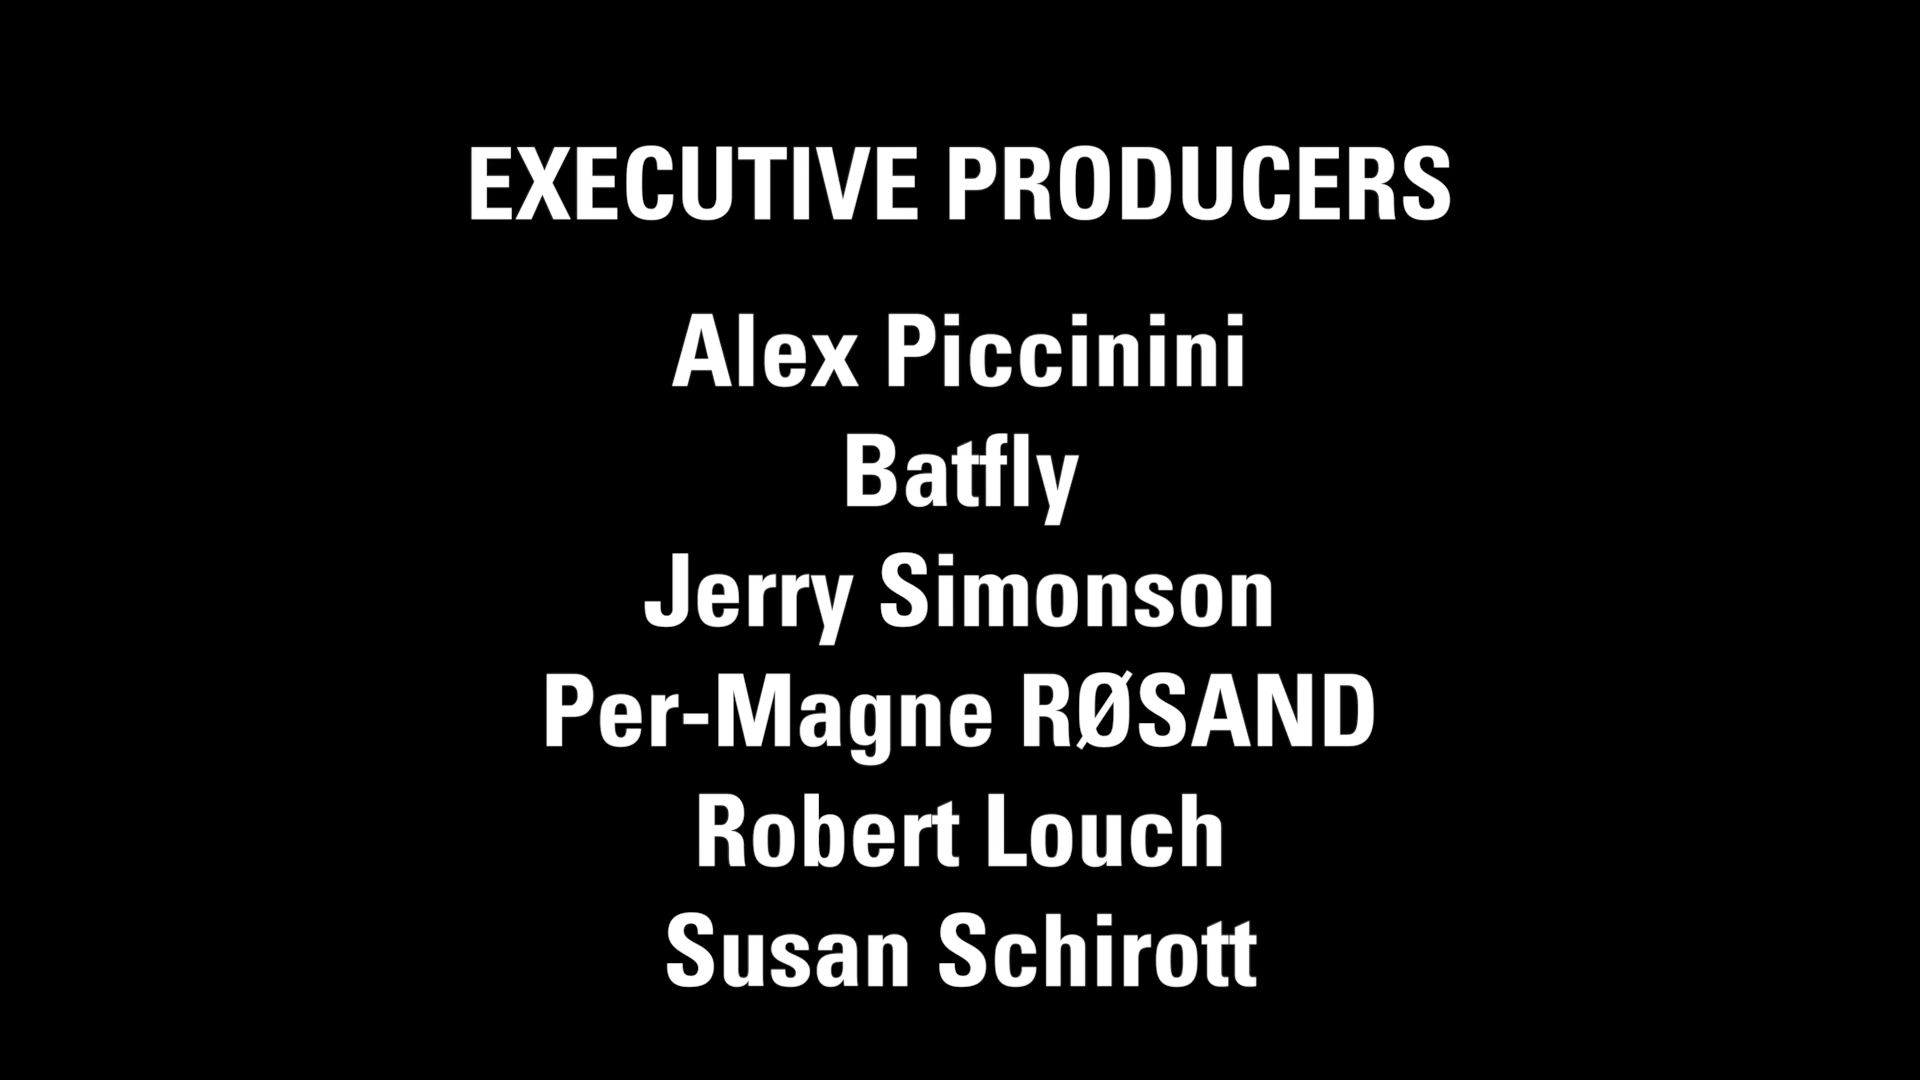 EXECUTIVE PRODUCERS
Alex Piccinini
Batfly
Jerry Simonson
Per-Magne RØSAND
Robert Louch
Susan Schirott